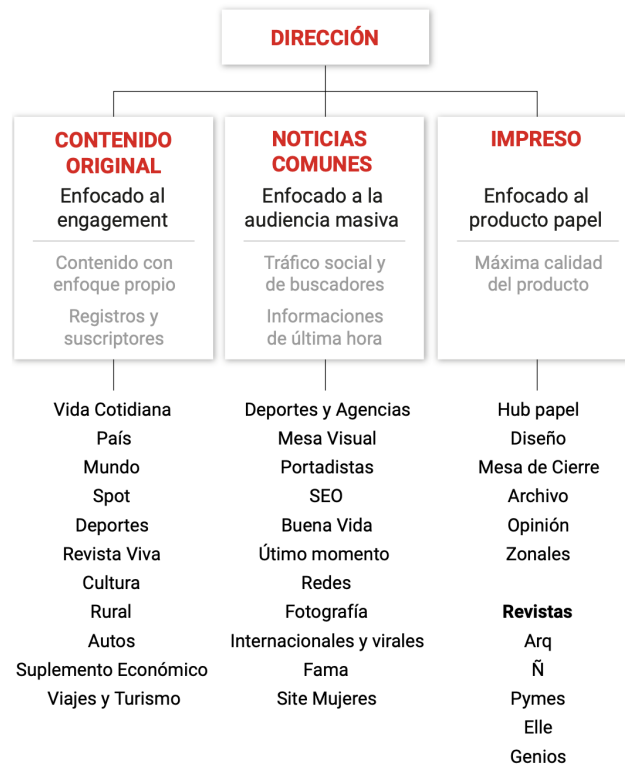 DIRECCIÓN
CONTENIDO
ORIGINAL
Enfocado al
engagement
Contenido con
enfoque propio
Registros y
suscriptores
Vida Cotidiana
País
Mundo
Spot
Deportes
Revista Viva
Cultura
Rural
Autos
Suplemento Económico
Viajes y Turismo
NOTICIAS
COMUNES
Enfocado a la
audiencia masiva
Tráfico social y
de buscadores
Informaciones
de última hora
Deportes y Agencias
Mesa Visual
Portadistas
SEO
Buena Vida
Útimo momento
Redes
Fotografía
Internacionales y virales
Fama
Site Mujeres
IMPRESO
Enfocado al
producto papel
Máxima calidad
del producto
Hub papel
Diseño
Mesa de Cierre
Archivo
Opinión
Zonales
Revistas
Arq
Ñ
Pymes
Elle
Genios